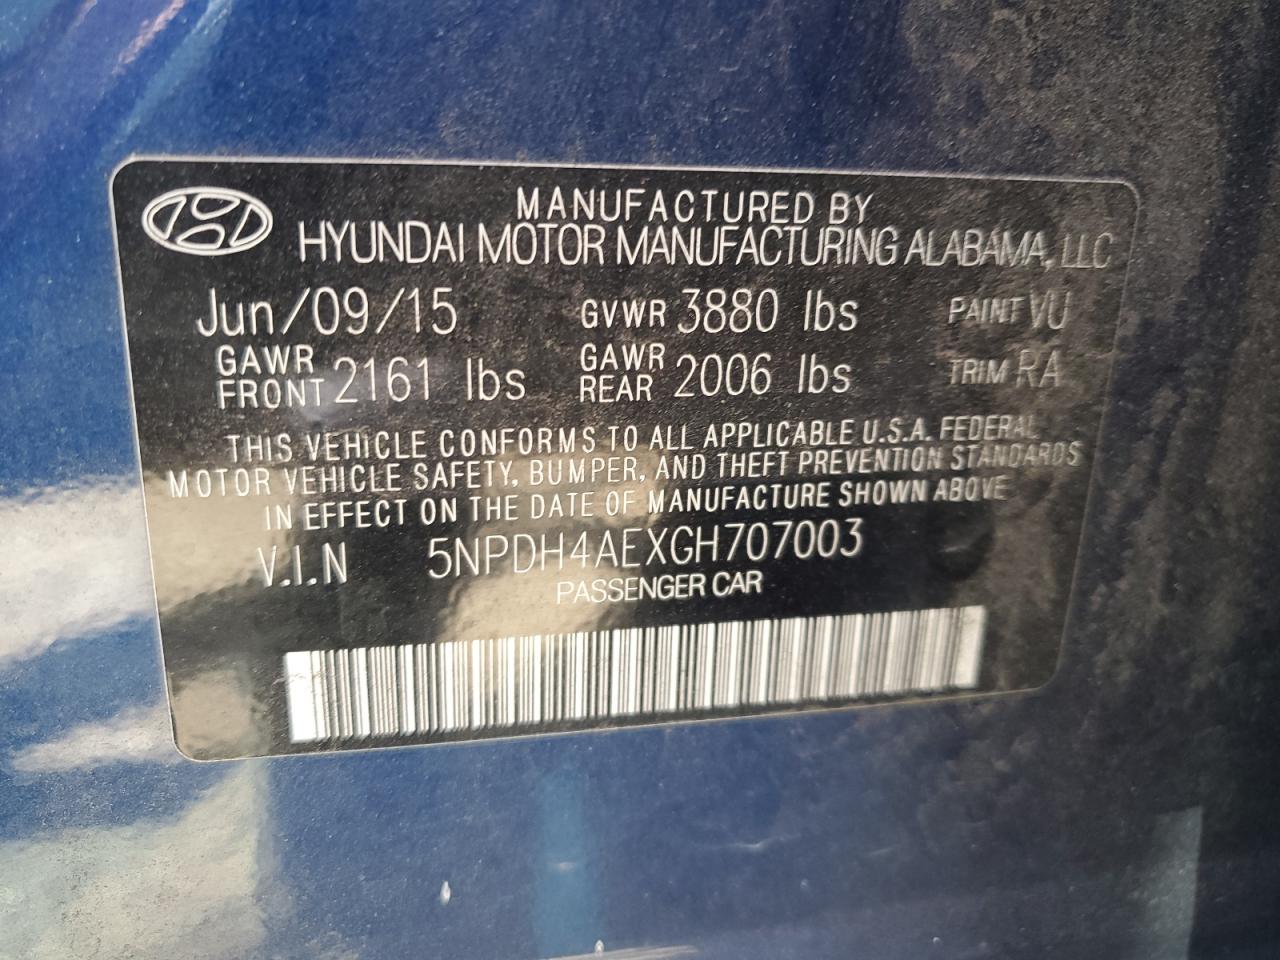 MANUFACTURED BY
HYUNDAI MOTOR MANUFACTURING ALABAMA, LLC
Jun/09/15 GVWR 3880 lbs PAINT VU
GAWR FRONT 2161 lbs GAWR REAR 2006 lbs TRIM RA
THIS VEHICLE CONFORMS TO ALL APPLICABLE U.S.A. FEDERAL
MOTOR VEHICLE SAFETY, BUMPER, AND THEFT PREVENTION STANDARDS
IN EFFECT ON THE DATE OF MANUFACTURE SHOWN ABOVE
V.I.N 5NPDH4AEXGH707003
PASSENGER CAR